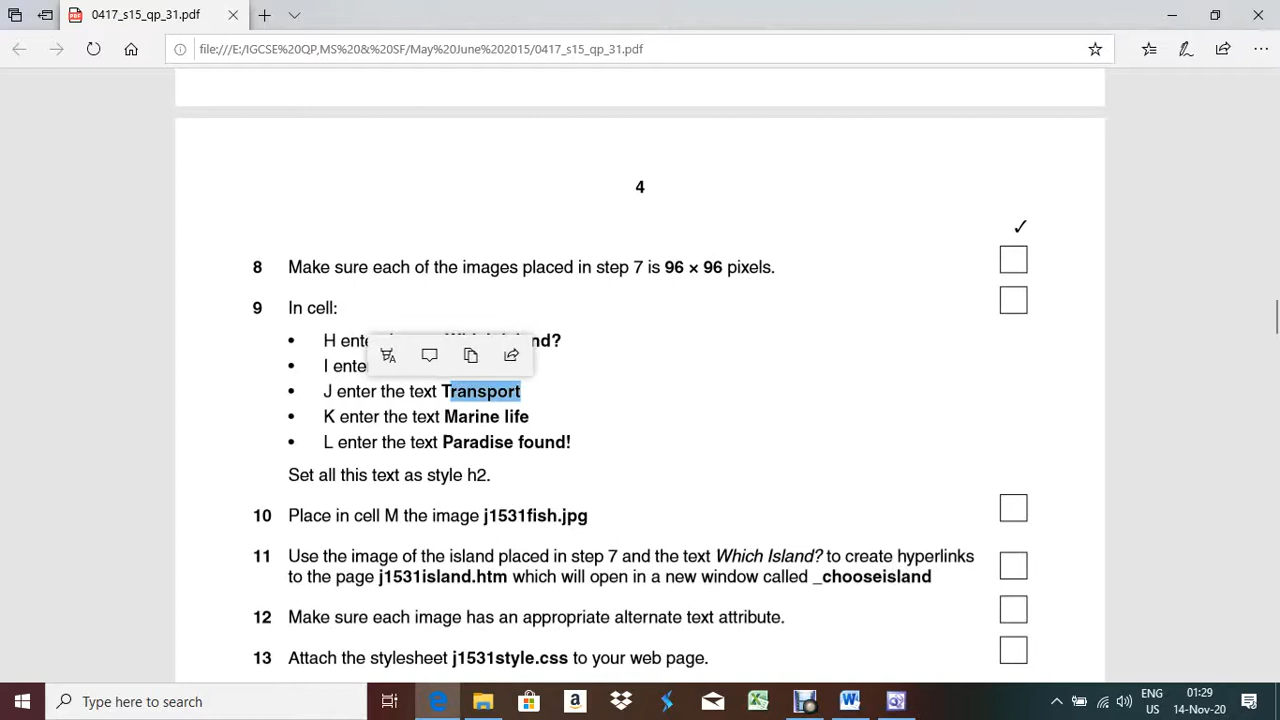 0417_s15_qp_31.pdf
file:///E:/IGCSE%20QP,MS%20&%20SF/May%20June%202015/0417_s15_qp_31.pdf
4
✓
8 Make sure each of the images placed in step 7 is 96 × 96 pixels.
9 In cell:
• H ente nd?
• I enter
• J enter the text Transport
• K enter the text Marine life
• L enter the text Paradise found!
Set all this text as style h2.
10 Place in cell M the image j1531fish.jpg
11 Use the image of the island placed in step 7 and the text Which Island? to create hyperlinks
to the page j1531island.htm which will open in a new window called _chooseisland
12 Make sure each image has an appropriate alternate text attribute.
13 Attach the stylesheet j1531style.css to your web page.
Type here to search
ENG
US
01:29
14-Nov-20